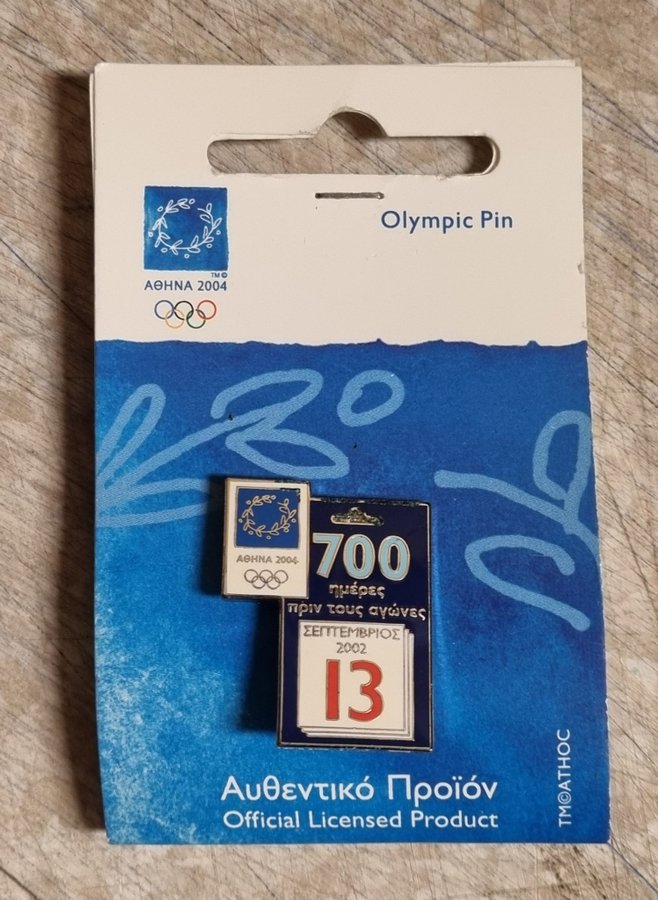 Olympic Pin
TM©
ΑΘΗΝΑ 2004
ΑΘΗΝΑ 2004
700
ημέρες
πριν τους αγώνες
ΣΕΠΤΕΜΒΡΙΟΣ
2002
13
Αυθεντικό Προϊόν
Official Licensed Product
TM©ATHOC